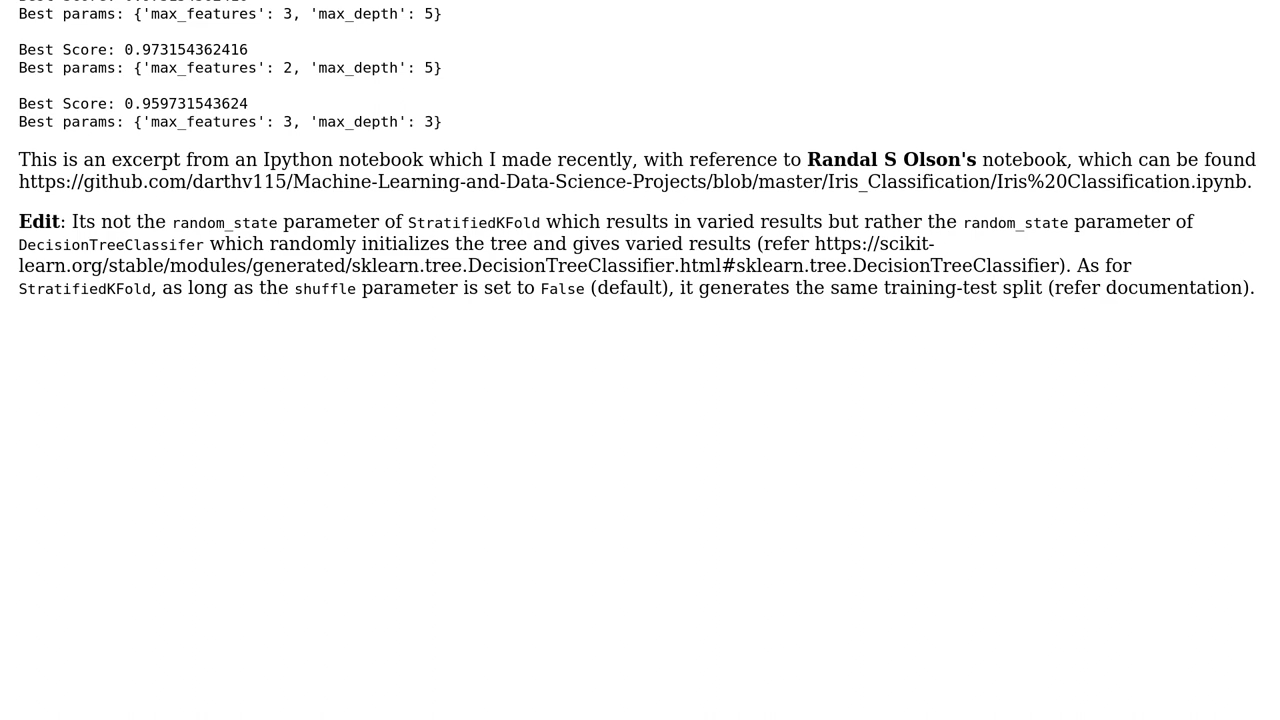 Best params: {'max_features': 3, 'max_depth': 5}
Best Score: 0.973154362416
Best params: {'max_features': 2, 'max_depth': 5}
Best Score: 0.959731543624
Best params: {'max_features': 3, 'max_depth': 3}
This is an excerpt from an Ipython notebook which I made recently, with reference to Randal S Olson's notebook, which can be found
https://github.com/darthv115/Machine-Learning-and-Data-Science-Projects/blob/master/Iris_Classification/Iris%20Classification.ipynb.
Edit: Its not the random_state parameter of StratifiedKFold which results in varied results but rather the random_state parameter of
DecisionTreeClassifer which randomly initializes the tree and gives varied results (refer https://scikit-
learn.org/stable/modules/generated/sklearn.tree.DecisionTreeClassifier.html#sklearn.tree.DecisionTreeClassifier). As for
StratifiedKFold, as long as the shuffle parameter is set to False (default), it generates the same training-test split (refer documentation).